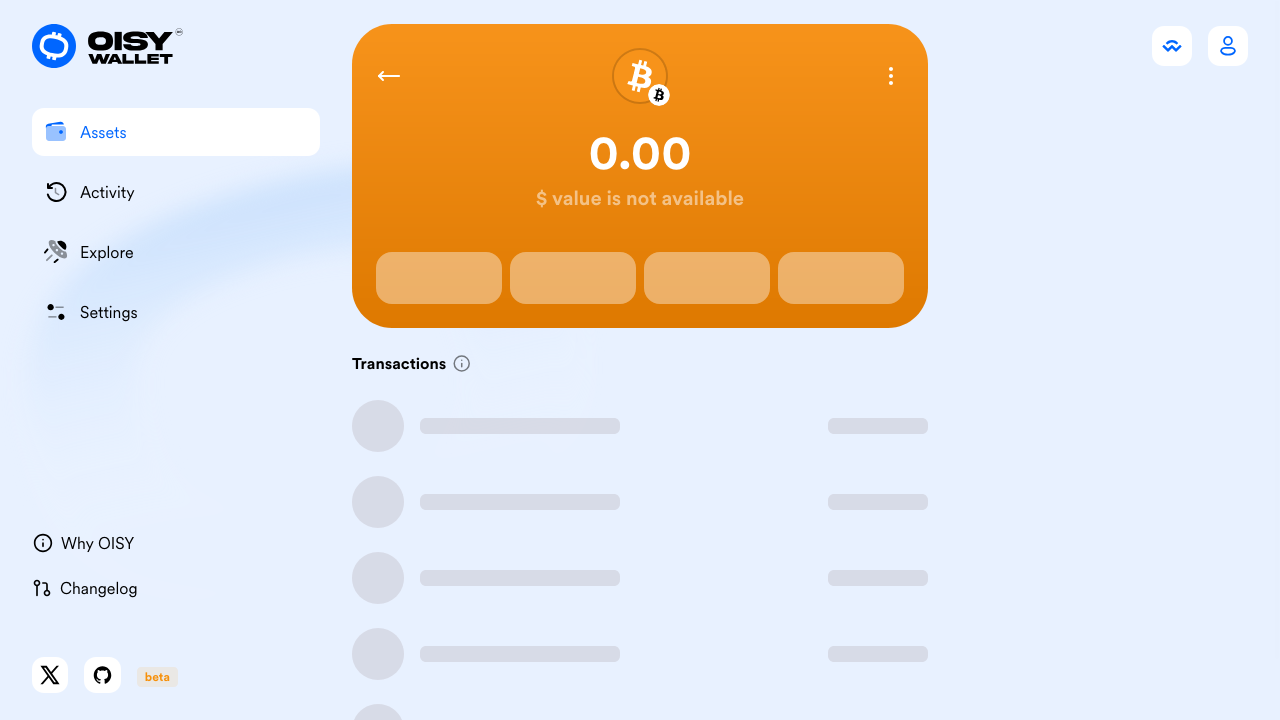 OISY
WALLET
Assets
Activity
Explore
Settings
Why OISY
Changelog
beta
0.00
$ value is not available
Transactions